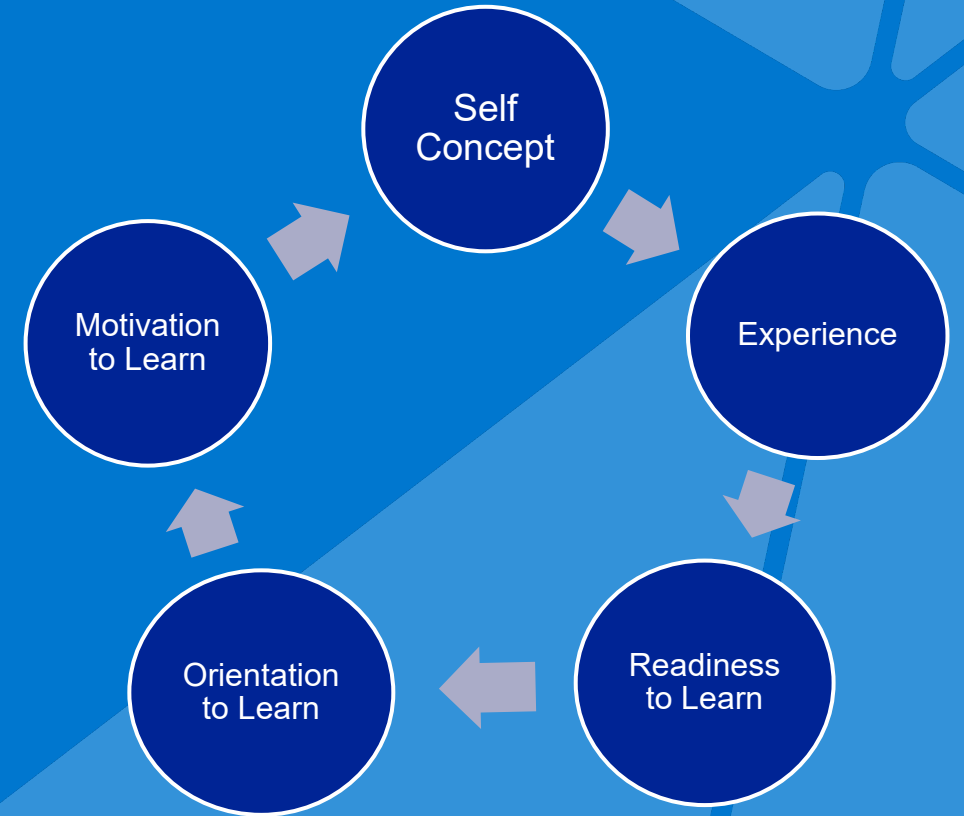 Self
Concept
Experience
Readiness
to Learn
Orientation
to Learn
Motivation
to Learn